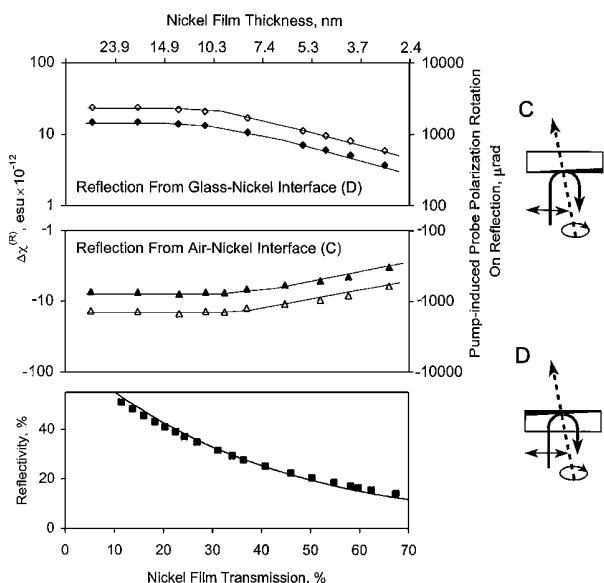 Nickel Film Thickness, nm
23.9 14.9 10.3 7.4 5.3 3.7 2.4
100 10000
10 1000
Reflection From Glass-Nickel Interface (D)
1 100
-1 -100
Reflection From Air-Nickel Interface (C)
-10 -1000
-100 -10000
Δχ(R) , esu×10-12
Pump-induced Probe Polarization Rotation
On Reflection, μrad
C
D
Reflectivity, %
40
20
0
0 10 20 30 40 50 60 70
Nickel Film Transmission, %